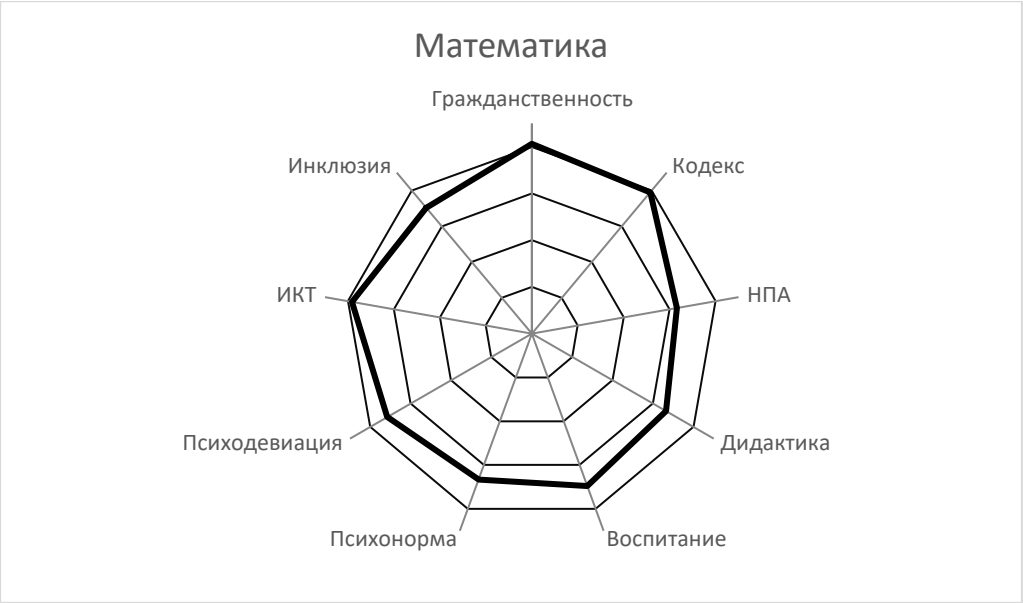 Математика
Гражданственность
Кодекс
НПА
Дидактика
Воспитание
Психонорма
Психодевиация
ИКТ
Инклюзия